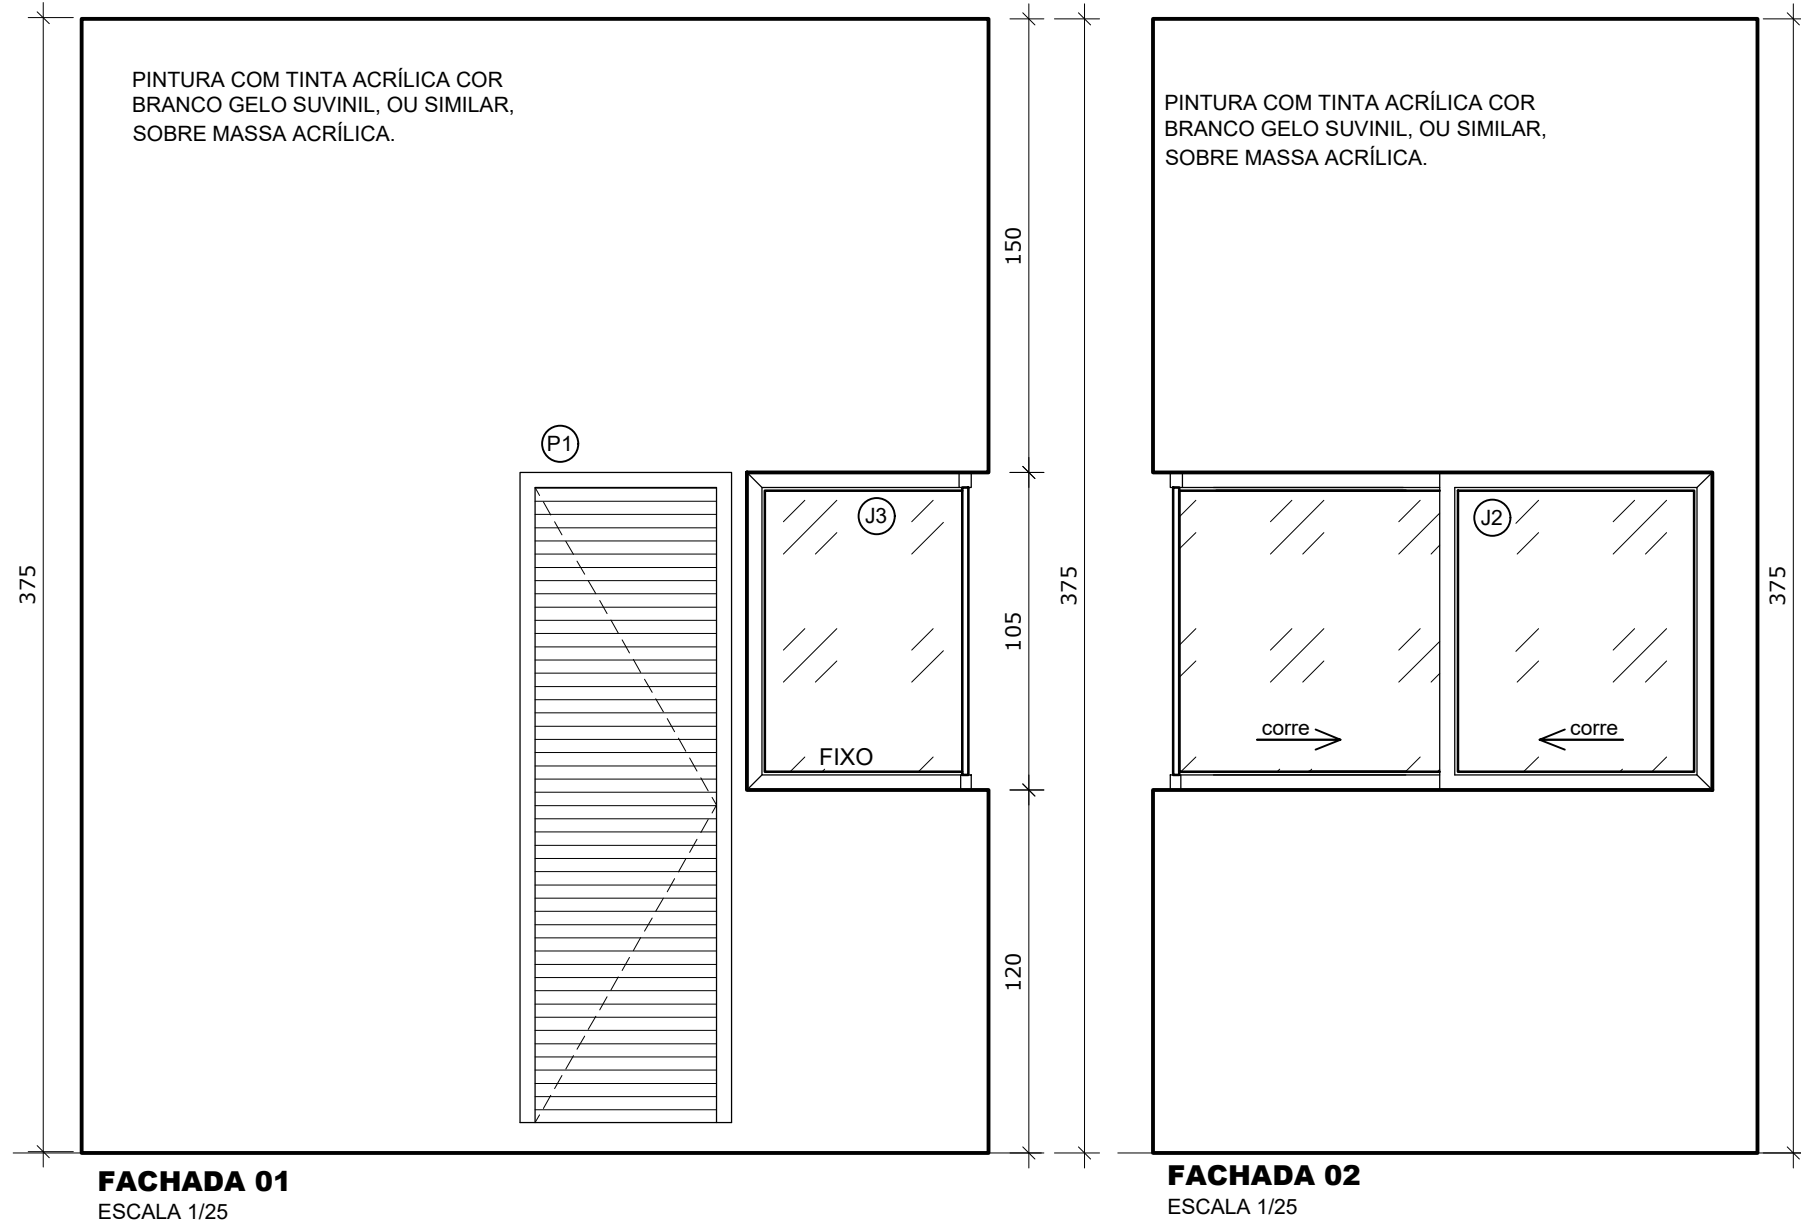 PINTURA COM TINTA ACRÍLICA COR
BRANCO GELO SUVINIL, OU SIMILAR,
SOBRE MASSA ACRÍLICA.
P1
J3
FIXO
375
150
105
120
375
FACHADA 01
ESCALA 1/25
PINTURA COM TINTA ACRÍLICA COR
BRANCO GELO SUVINIL, OU SIMILAR,
SOBRE MASSA ACRÍLICA.
J2
corre
corre
375
FACHADA 02
ESCALA 1/25